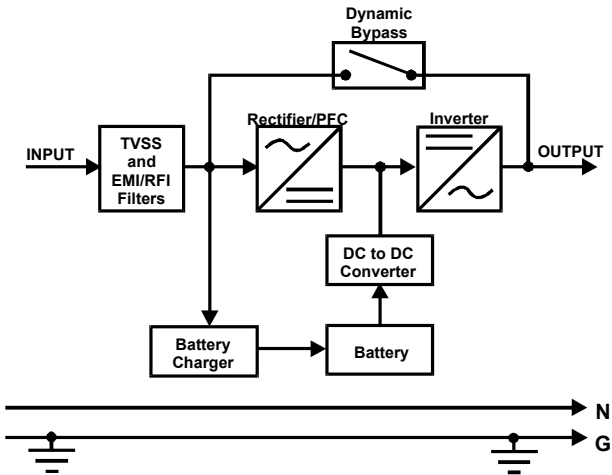 Dynamic
Bypass
Rectifier/PFC
Inverter
INPUT
TVSS
and
EMI/RFI
Filters
OUTPUT
DC to DC
Converter
Battery
Charger
Battery
N
G